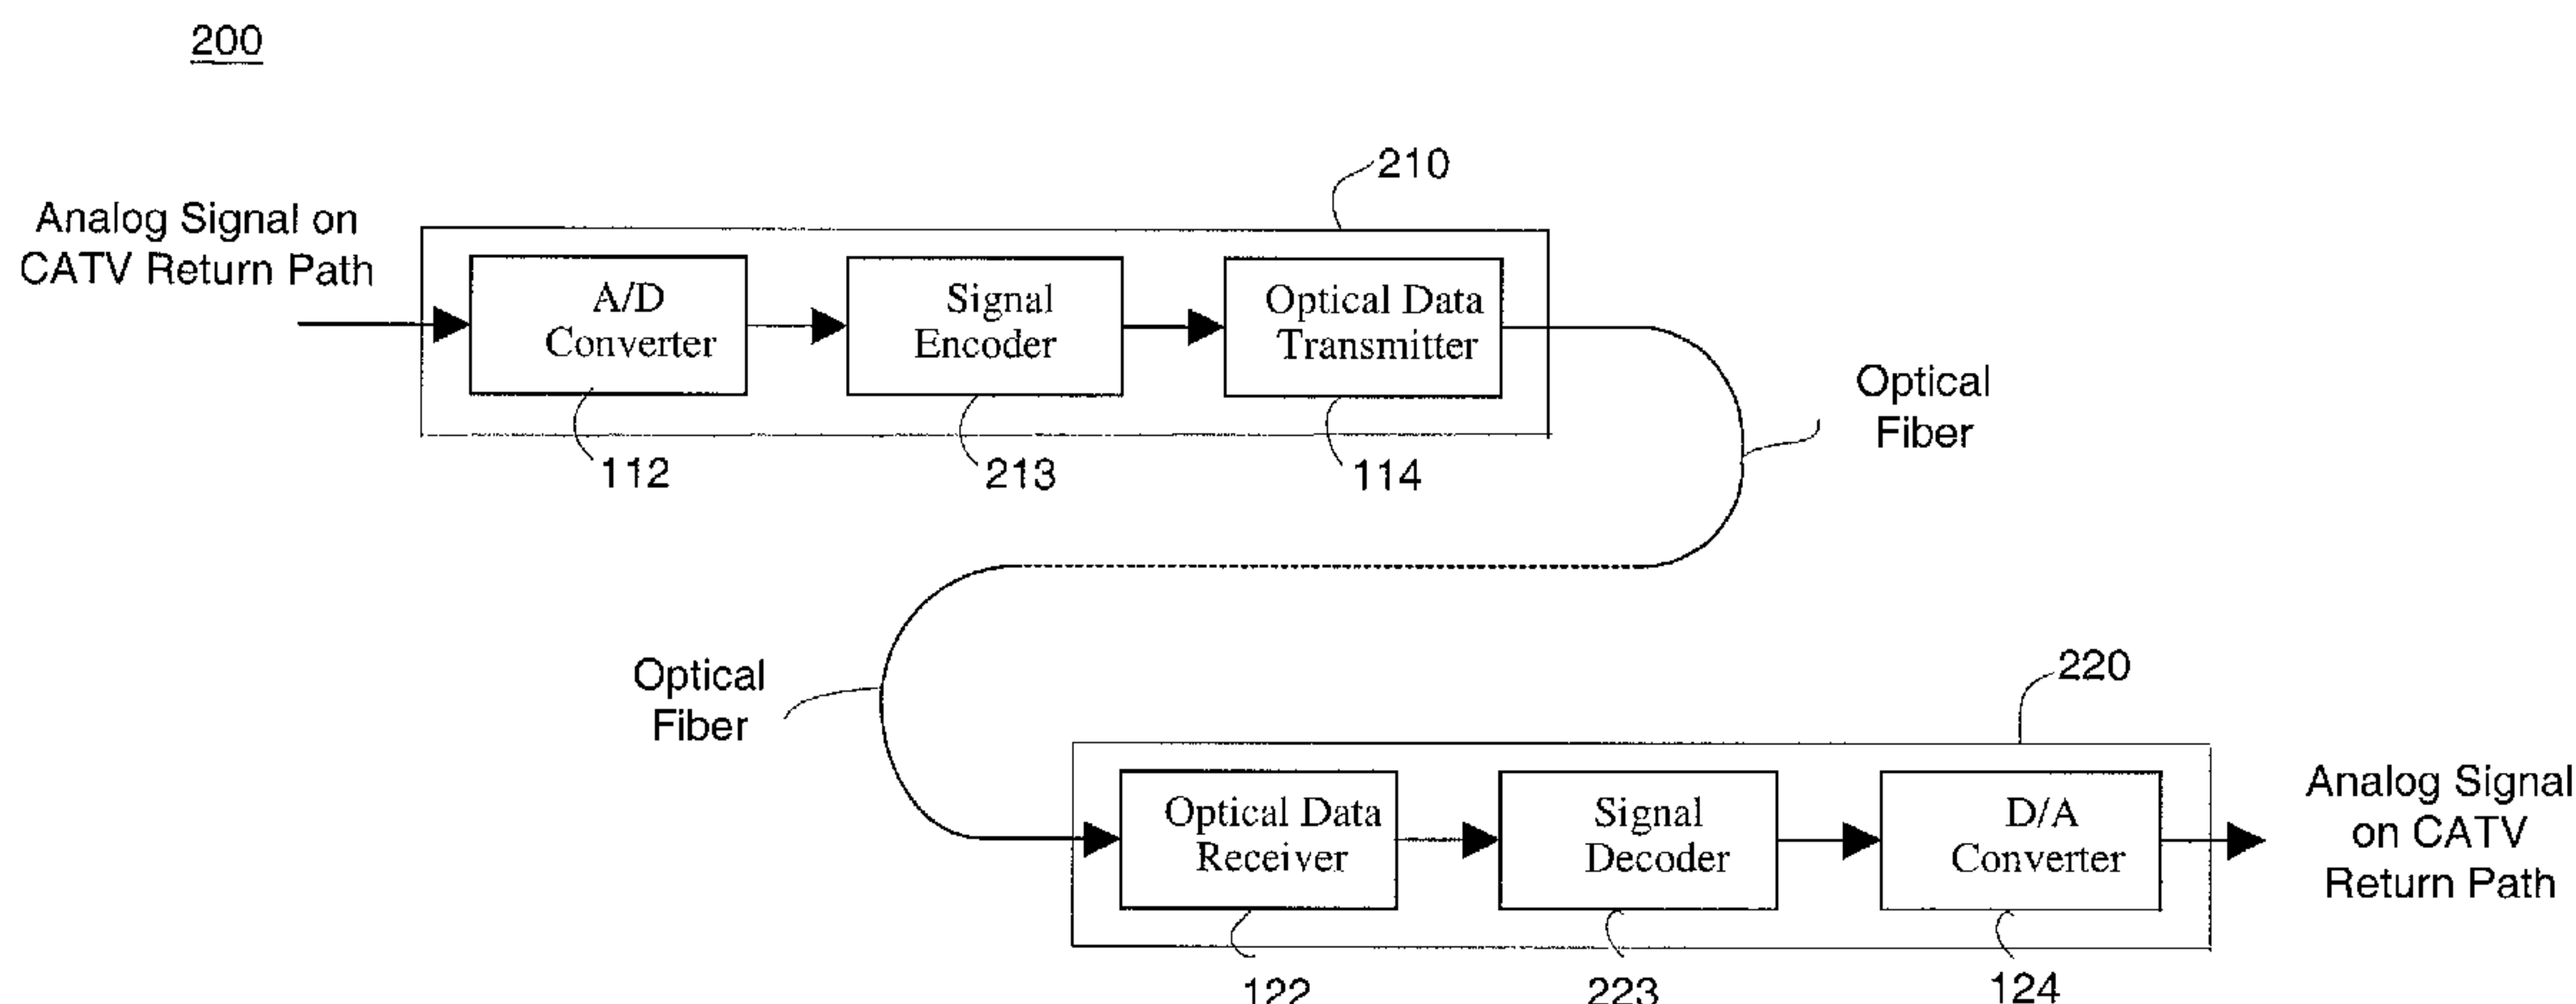 200
210
Analog Signal on
CATV Return Path
A/D
Converter
Signal
Encoder
Optical Data
Transmitter
112
213
114
Optical
Fiber
Optical
Fiber
220
Optical Data
Receiver
Signal
Decoder
D/A
Converter
Analog Signal
on CATV
Return Path
122
223
124